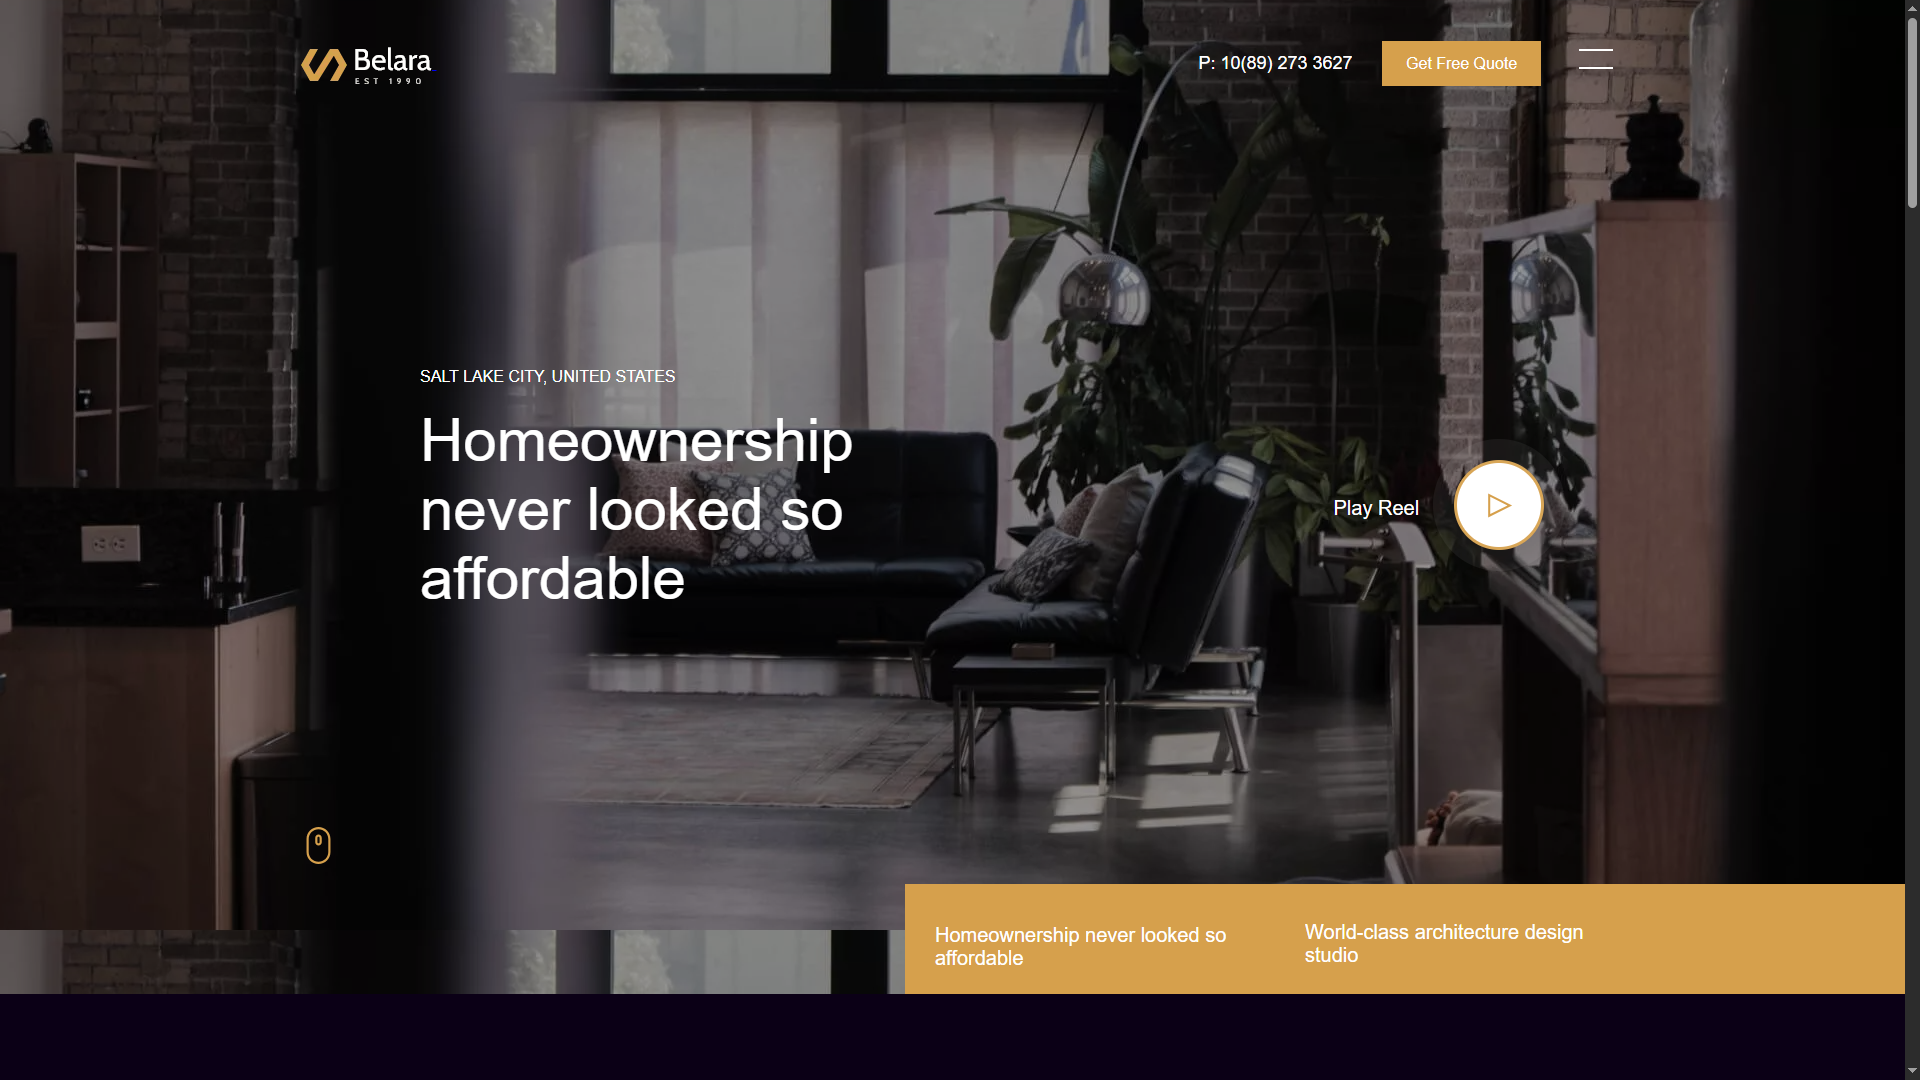 Belara
EST 1990
P: 10(89) 273 3627
Get Free Quote
SALT LAKE CITY, UNITED STATES
Homeownership
never looked so
affordable
Play Reel
Homeownership never looked so
affordable
World-class architecture design
studio